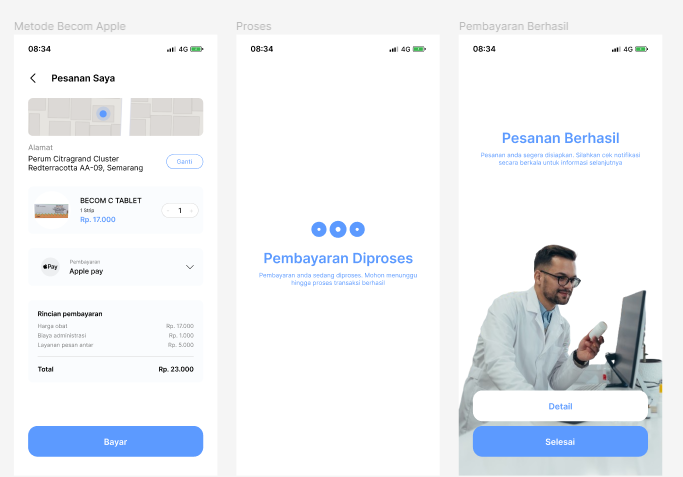 Metode Becom Apple
08:34
4G
Pesanan Saya
Alamat
Perum Citragrand Cluster
Redterracotta AA-09, Semarang
Ganti
BECOM C TABLET
1 Strip
Rp. 17.000
1
Pay
Pembayaran
Apple pay
Rincian pembayaran
Harga obat Rp. 17.000
Biaya administrasi Rp. 1.000
Layanan pesan antar Rp. 5.000
Total Rp. 23.000
Bayar
Proses
08:34
4G
Pembayaran Diproses
Pembayaran anda sedang diproses. Mohon menunggu
hingga proses transaksi berhasil
Pembayaran Berhasil
08:34
4G
Pesanan Berhasil
Pesanan anda segera disiapkan. Silahkan cek notifikasi
secara berkala untuk informasi selanjutnya
Detail
Selesai